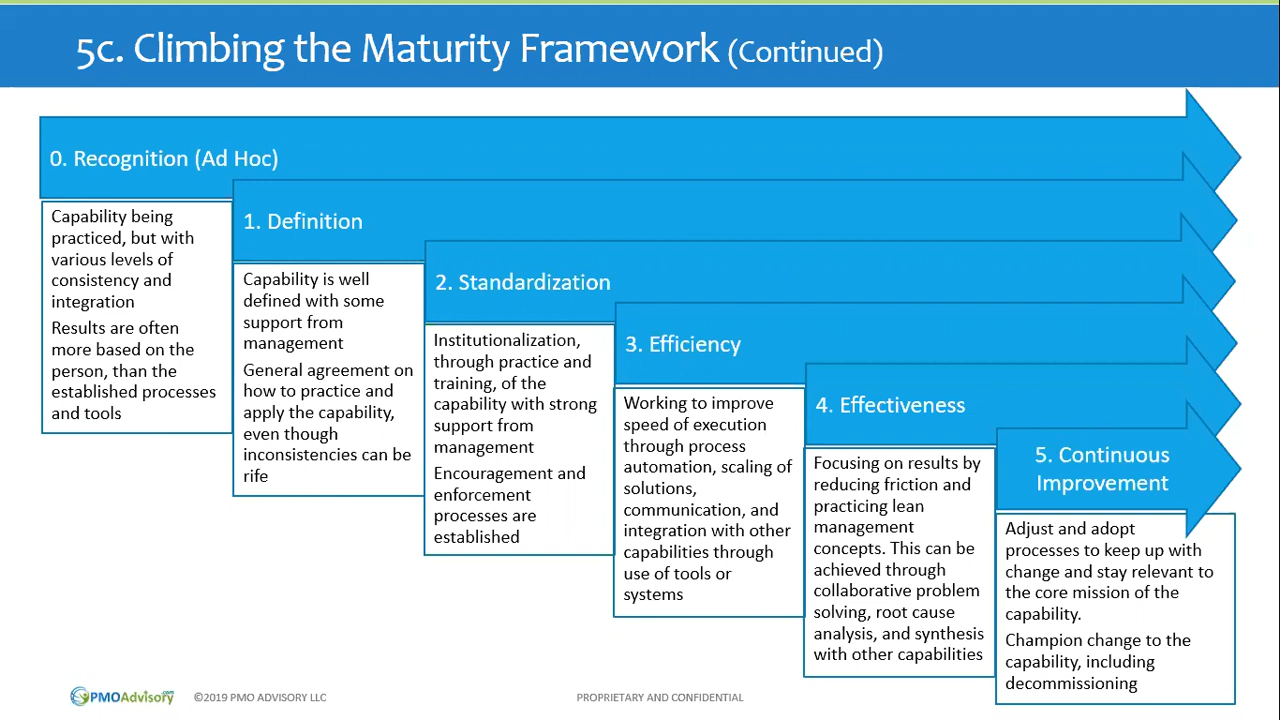 5c. Climbing the Maturity Framework (Continued)
0. Recognition (Ad Hoc)
Capability being
practiced, but with
various levels of
consistency and
integration
Results are often
more based on the
person, than the
established processes
and tools
1. Definition
Capability is well
defined with some
support from
management
General agreement on
how to practice and
apply the capability,
even though
inconsistencies can be
rife
2. Standardization
Institutionalization,
through practice and
training, of the
capability with strong
support from
management
Encouragement and
enforcement
processes are
established
3. Efficiency
Working to improve
speed of execution
through process
automation, scaling of
solutions,
communication, and
integration with other
capabilities through
use of tools or
systems
4. Effectiveness
Focusing on results by
reducing friction and
practicing lean
management
concepts. This can be
achieved through
collaborative problem
solving, root cause
analysis, and synthesis
with other capabilities
5. Continuous
Improvement
Adjust and adopt
processes to keep up with
change and stay relevant to
the core mission of the
capability.
Champion change to the
capability, including
decommissioning
PMOAdvisory.com
©2019 PMO ADVISORY LLC
PROPRIETARY AND CONFIDENTIAL